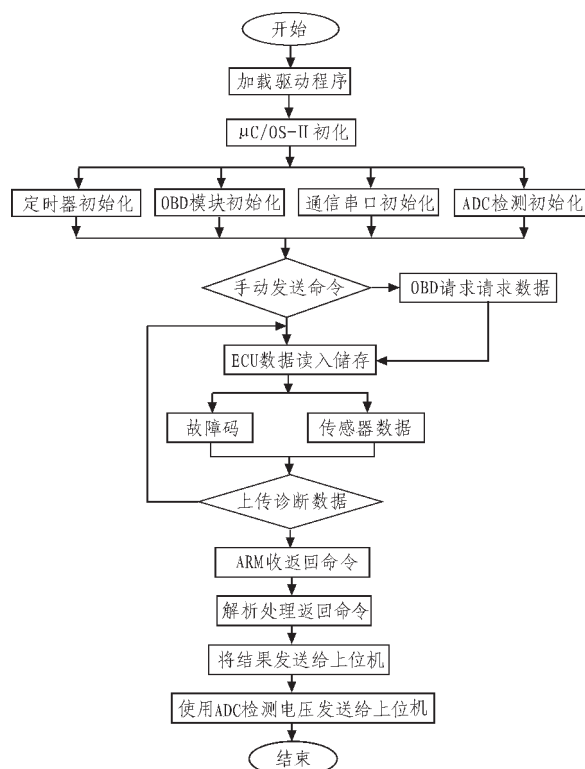 开始
加载驱动程序
μC/OS-II初化
定时器初始化
OBD模块初始化
通信串口初始化
ADC检测初始化
手动发送命令
OBD请求请求数据
ECU数据读入储存
故障码
传感器数据
上传诊断数据
ARM收返回命令
解析处理返回命令
将结果发送给上位机
使用ADC检测电压发送给上位机
结束